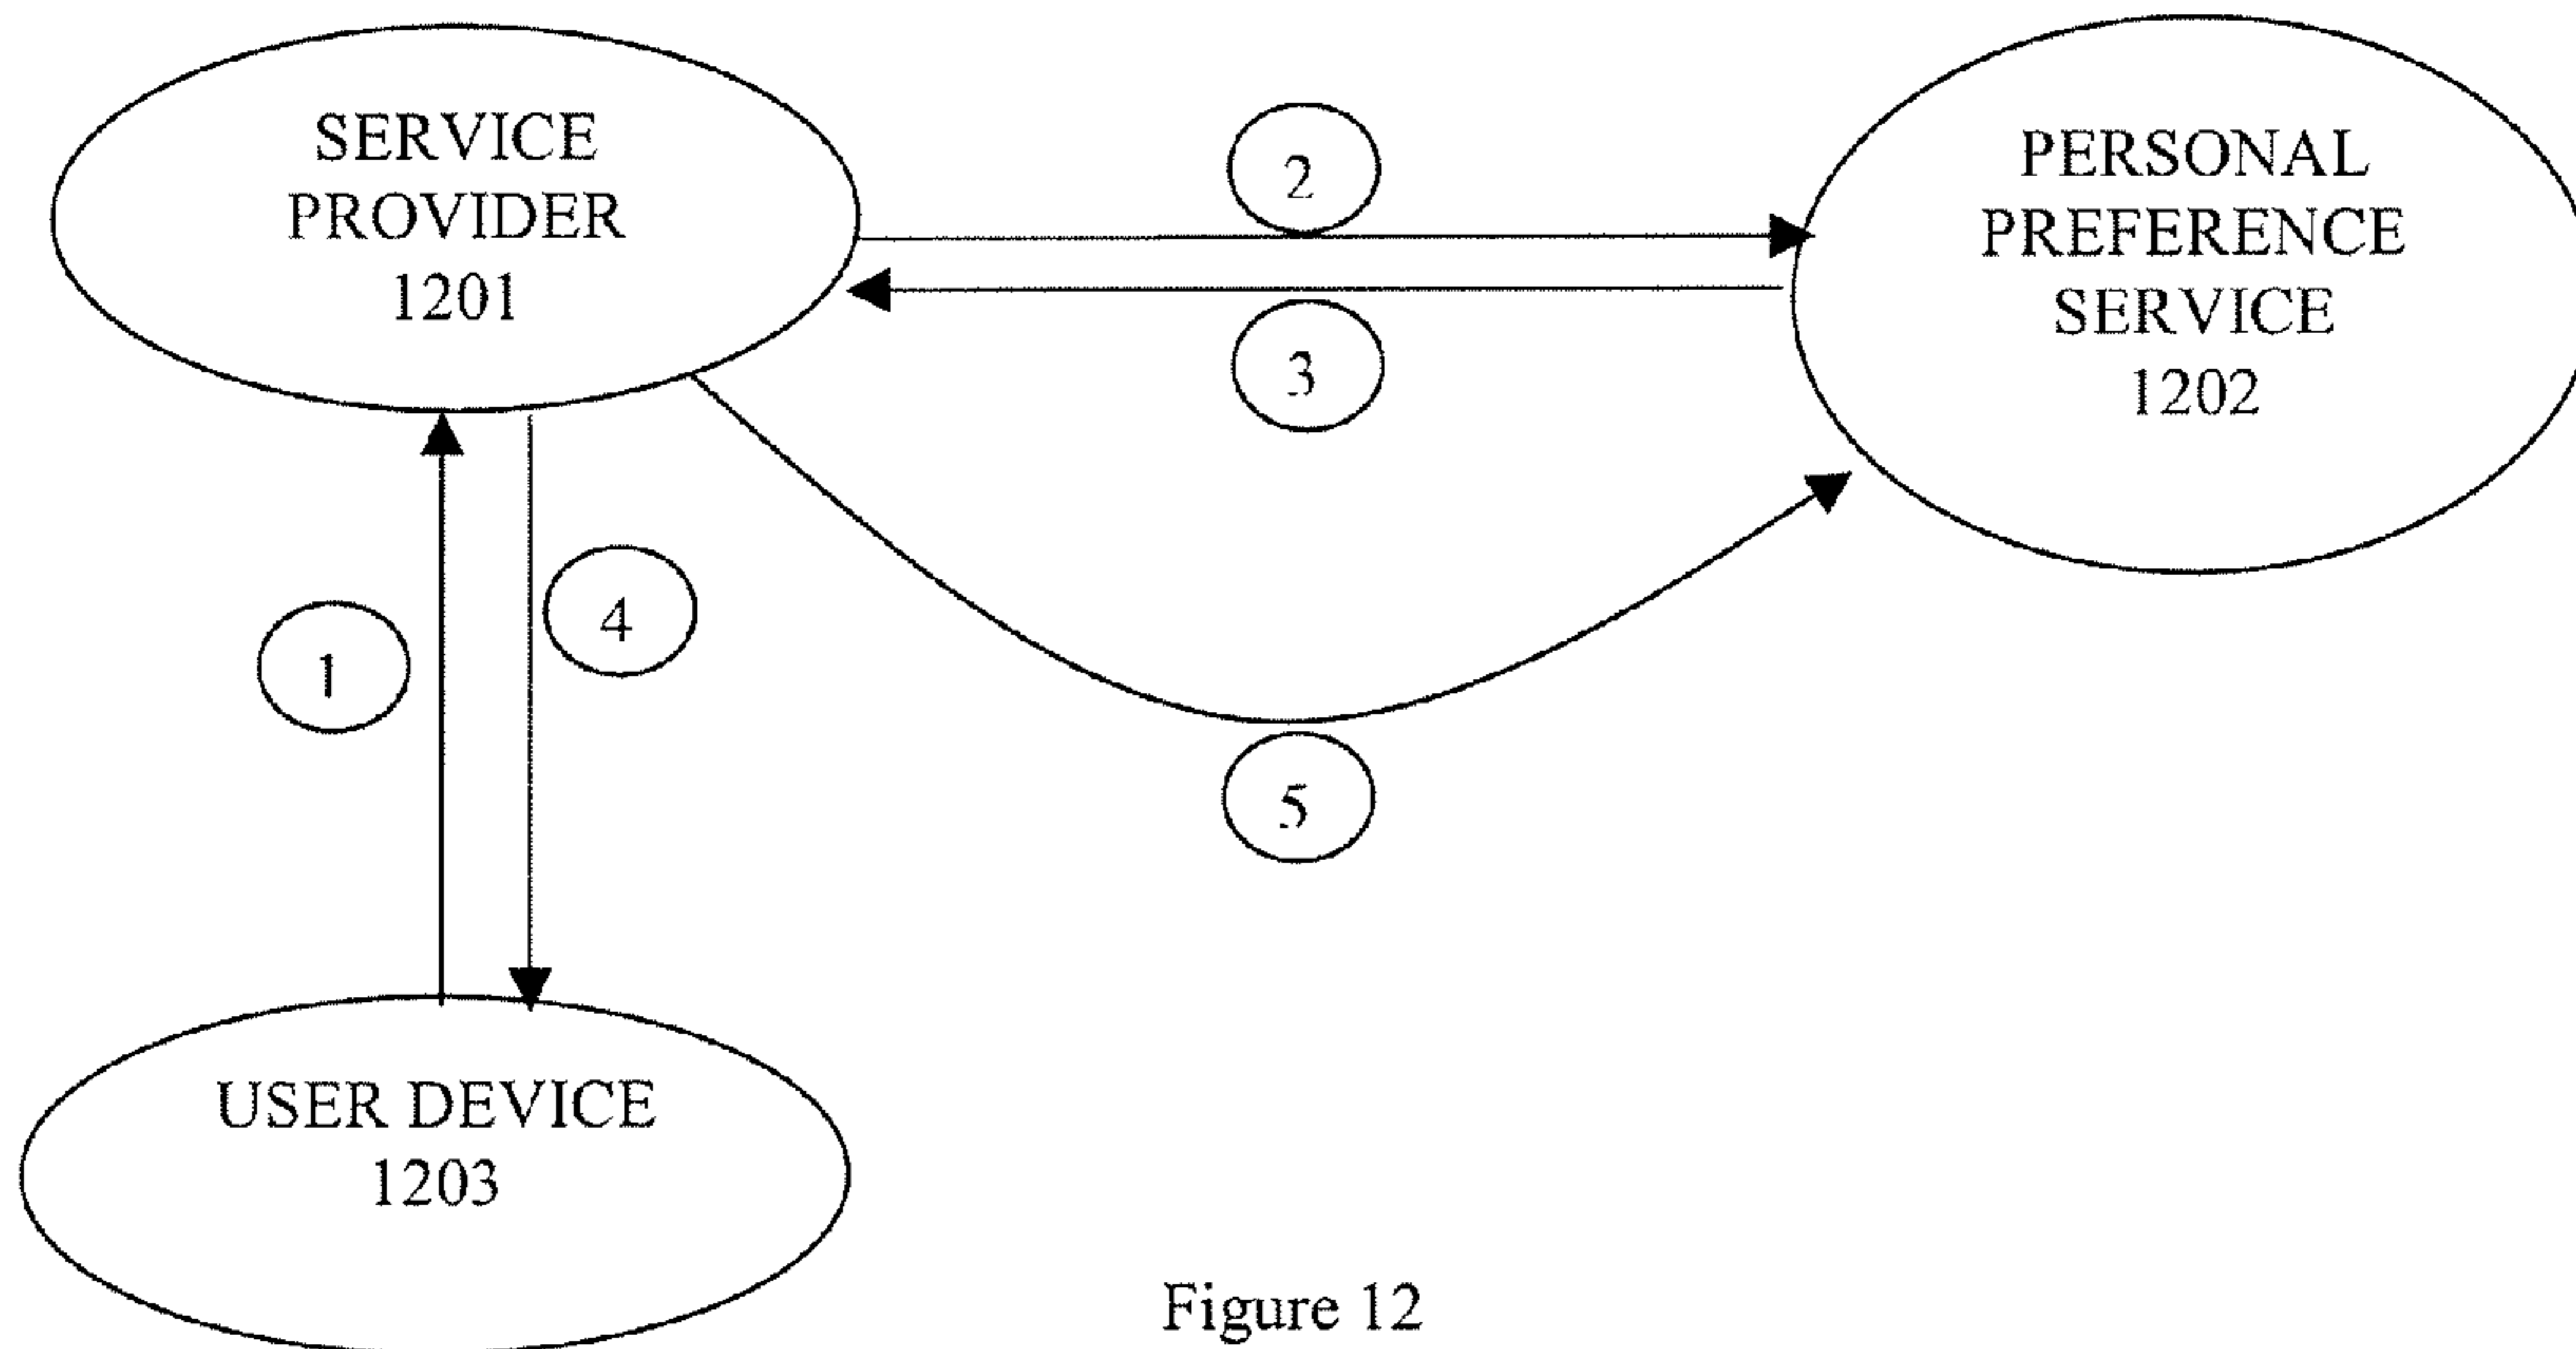 SERVICE
PROVIDER
1201
2
PERSONAL
PREFERENCE
SERVICE
1202
3
1
4
5
USER DEVICE
1203
Figure 12